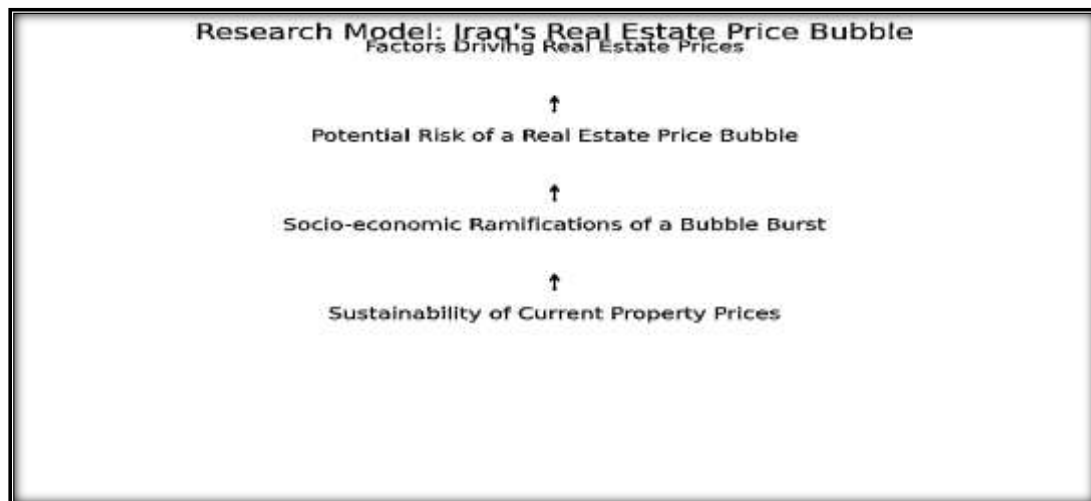 Research Model: Iraq's Real Estate Price Bubble
Factors Driving Real Estate Prices
↑
Potential Risk of a Real Estate Price Bubble
↑
Socio-economic Ramifications of a Bubble Burst
↑
Sustainability of Current Property Prices